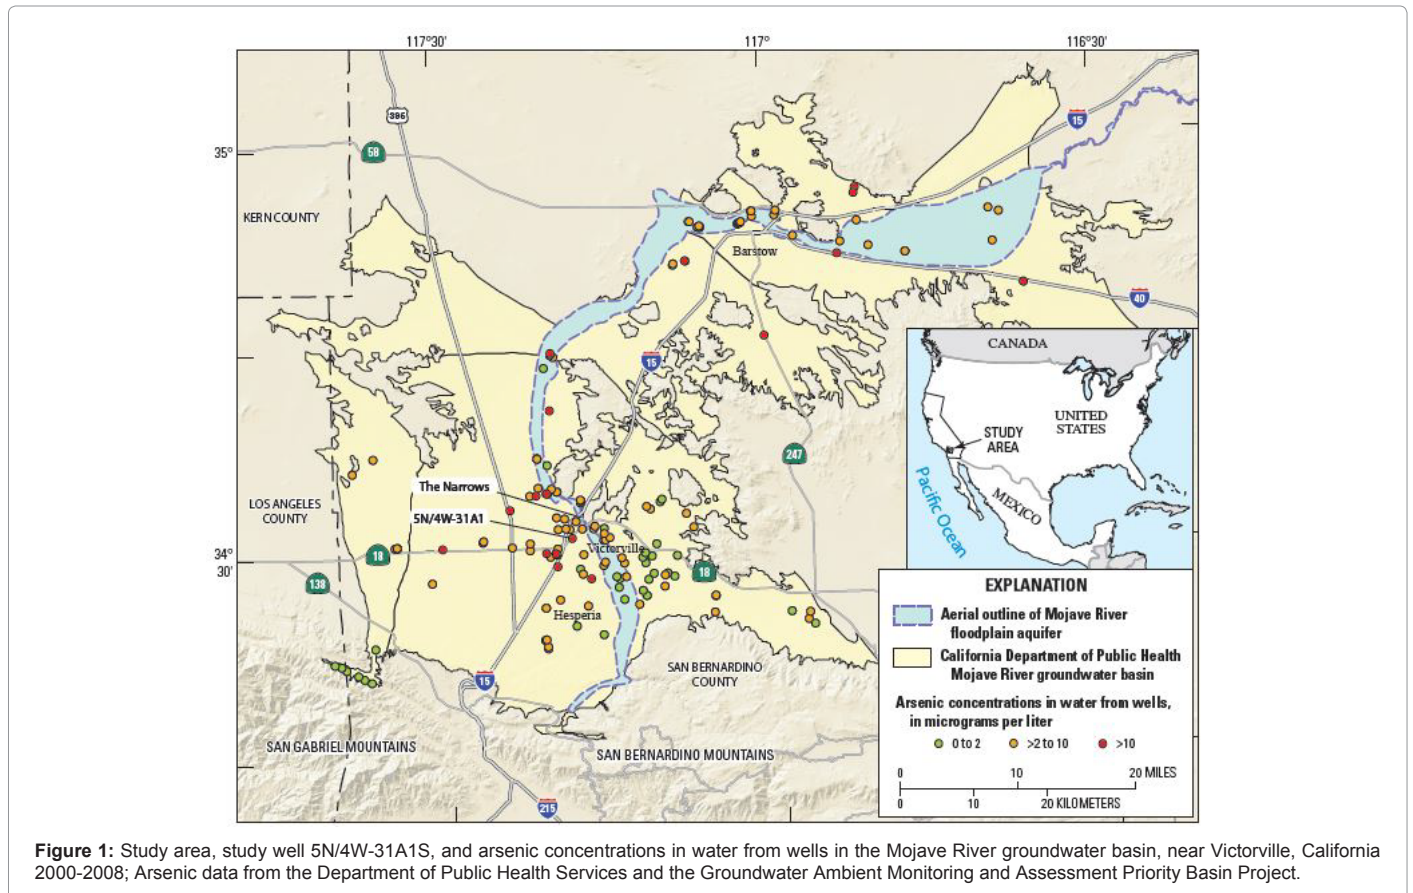 117°30'
117°
116°30'
396
15
35°
58
KERN COUNTY
Barstow
40
15
CANADA
UNITED
STATES
STUDY
AREA
247
MEXICO
Pacific Ocean
The Narrows
LOS ANGELES
COUNTY
5N/4W-31A1
Victorville
34°
30'
18
18
138
EXPLANATION
Aerial outline of Mojave River
floodplain aquifer
Hesperia
California Department of Public Health
Mojave River groundwater basin
SAN BERNARDINO
COUNTY
15
Arsenic concentrations in water from wells,
in micrograms per liter
0 to 2 >2 to 10 >10
SAN GABRIEL MOUNTAINS
SAN BERNARDINO MOUNTAINS
0 10 20 MILES
0 10 20 KILOMETERS
215
Figure 1: Study area, study well 5N/4W-31A1S, and arsenic concentrations in water from wells in the Mojave River groundwater basin, near Victorville, California
2000-2008; Arsenic data from the Department of Public Health Services and the Groundwater Ambient Monitoring and Assessment Priority Basin Project.